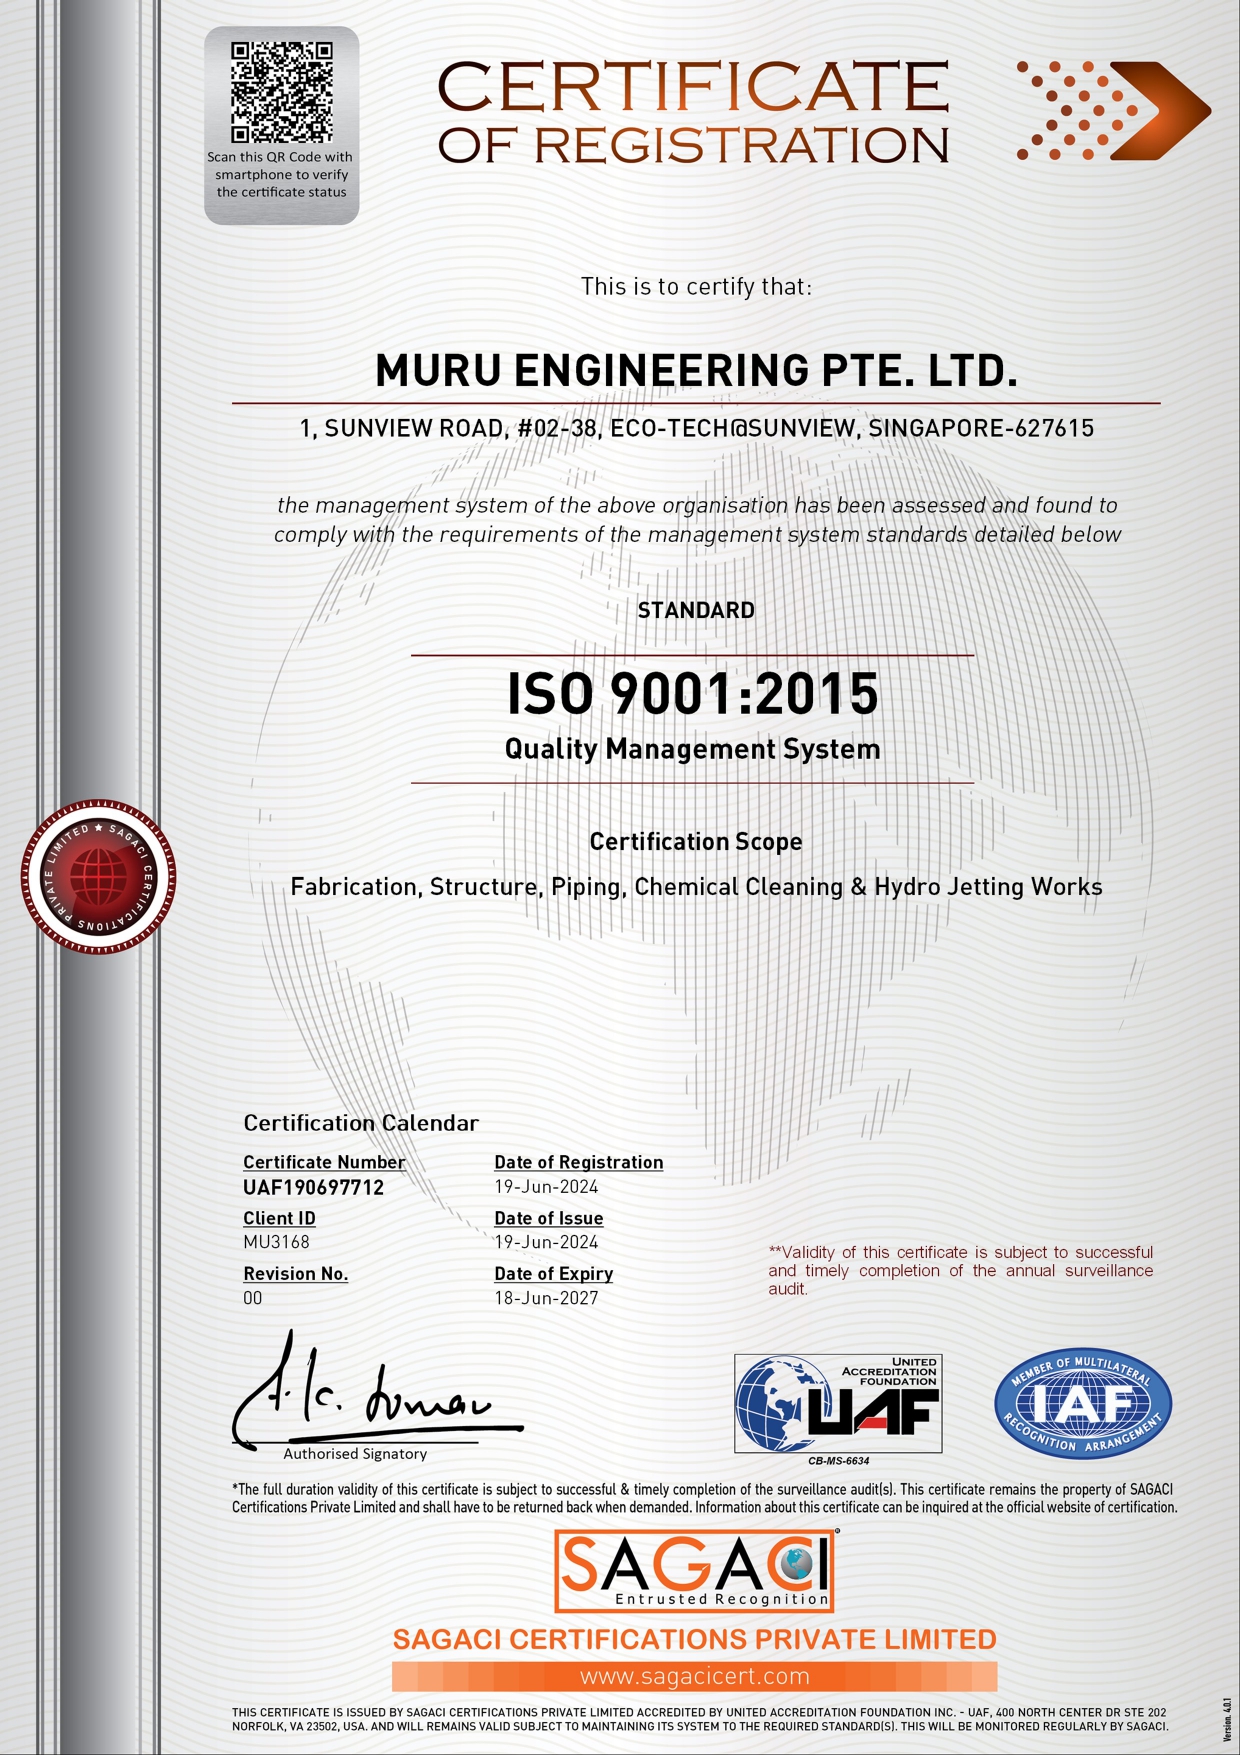 Scan this QR Code with
smartphone to verify
the certificate status
CERTIFICATE
OF REGISTRATION
This is to certify that:
MURU ENGINEERING PTE. LTD.
1, SUNVIEW ROAD, #02-38, ECO-TECH@SUNVIEW, SINGAPORE-627615
the management system of the above organisation has been assessed and found to
comply with the requirements of the management system standards detailed below
STANDARD
ISO 9001:2015
Quality Management System
SAGACI CERTIFICATIONS PRIVATE LIMITED
Certification Scope
Fabrication, Structure, Piping, Chemical Cleaning & Hydro Jetting Works
Certification Calendar
Certificate Number
UAF190697712
Client ID
MU3168
Revision No.
00
Date of Registration
19-Jun-2024
Date of Issue
19-Jun-2024
Date of Expiry
18-Jun-2027
**Validity of this certificate is subject to successful
and timely completion of the annual surveillance
audit.
Authorised Signatory
UNITED
ACCREDITATION
FOUNDATION
UAF
CB-MS-6634
MEMBER OF MULTILATERAL
IAF
RECOGNITION ARRANGEMENT
*The full duration validity of this certificate is subject to successful & timely completion of the surveillance audit(s). This certificate remains the property of SAGACI
Certifications Private Limited and shall have to be returned back when demanded. Information about this certificate can be inquired at the official website of certification.
SAGACI®
Entrusted Recognition
SAGACI CERTIFICATIONS PRIVATE LIMITED
www.sagacicert.com
THIS CERTIFICATE IS ISSUED BY SAGACI CERTIFICATIONS PRIVATE LIMITED ACCREDITED BY UNITED ACCREDITATION FOUNDATION INC. - UAF, 400 NORTH CENTER DR STE 202
NORFOLK, VA 23502, USA. AND WILL REMAINS VALID SUBJECT TO MAINTAINING ITS SYSTEM TO THE REQUIRED STANDARD(S). THIS WILL BE MONITORED REGULARLY BY SAGACI.
Version. 4.0.1